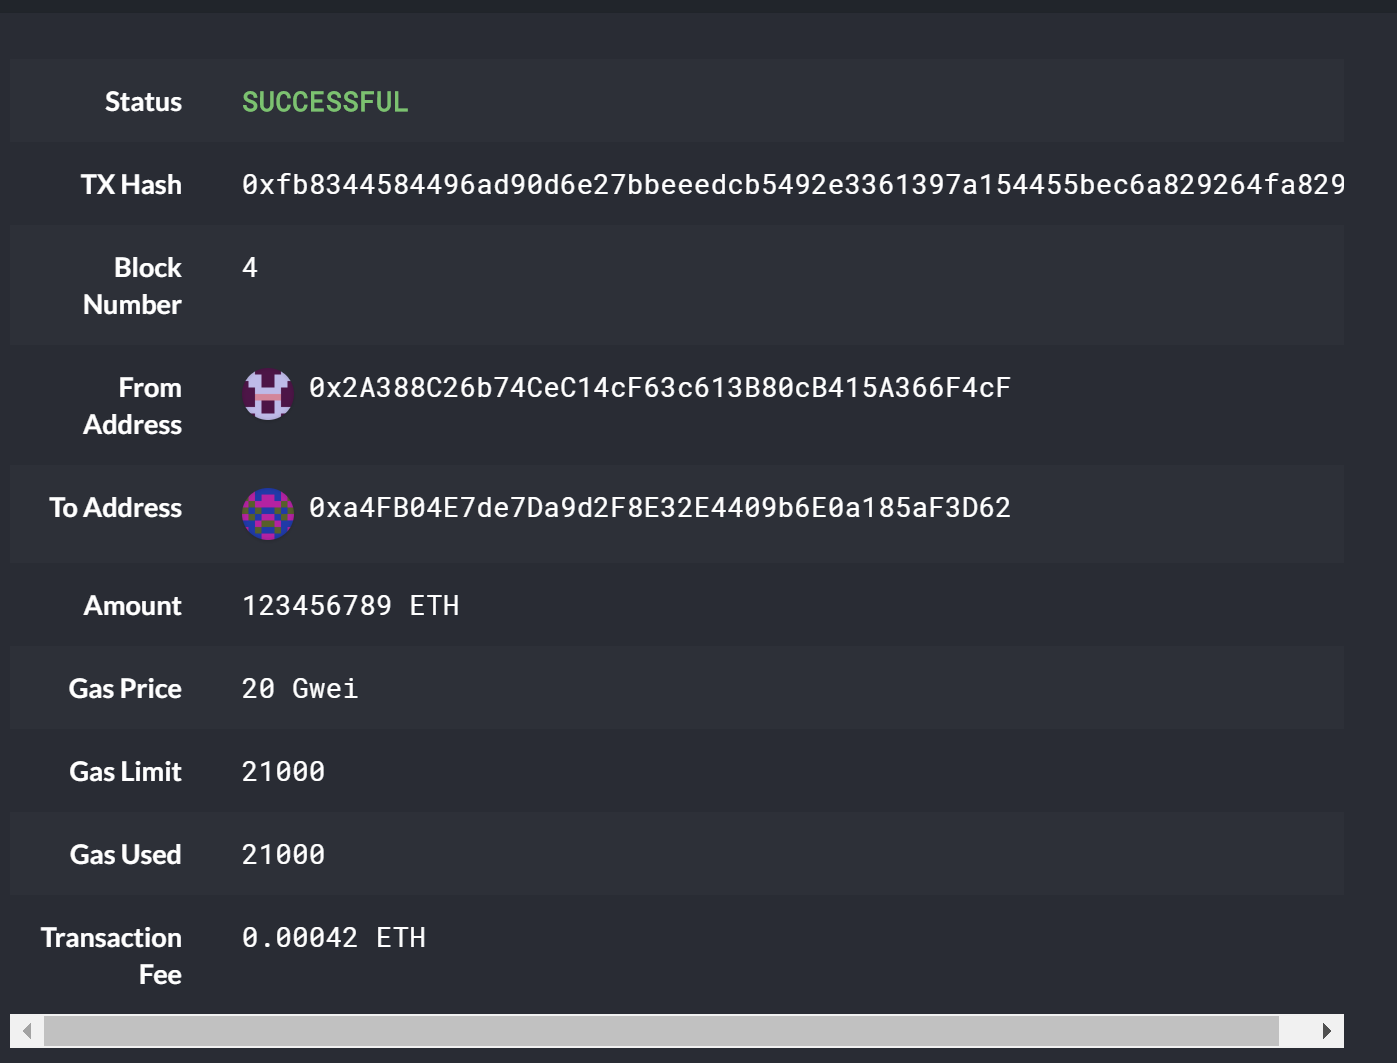 Status SUCCESSFUL
TX Hash 0xfb8344584496ad90d6e27bbeeedcb5492e3361397a154455bec6a829264fa829
Block 4
Number
From 0x2A388C26b74CeC14cF63c613B80cB415A366F4cF
Address
To Address 0xa4FB04E7de7Da9d2F8E32E4409b6E0a185aF3D62
Amount 123456789 ETH
Gas Price 20 Gwei
Gas Limit 21000
Gas Used 21000
Transaction 0.00042 ETH
Fee